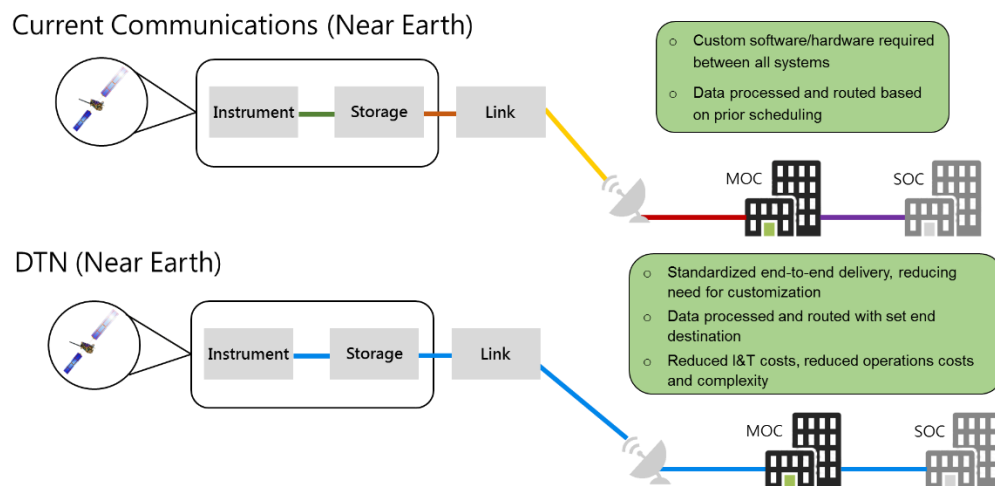 Current Communications (Near Earth)
o Custom software/hardware required
between all systems
o Data processed and routed based
on prior scheduling
Instrument
Storage
Link
MOC
SOC
DTN (Near Earth)
o Standardized end-to-end delivery, reducing
need for customization
o Data processed and routed with set end
destination
o Reduced I&T costs, reduced operations costs
and complexity
Instrument
Storage
Link
MOC
SOC